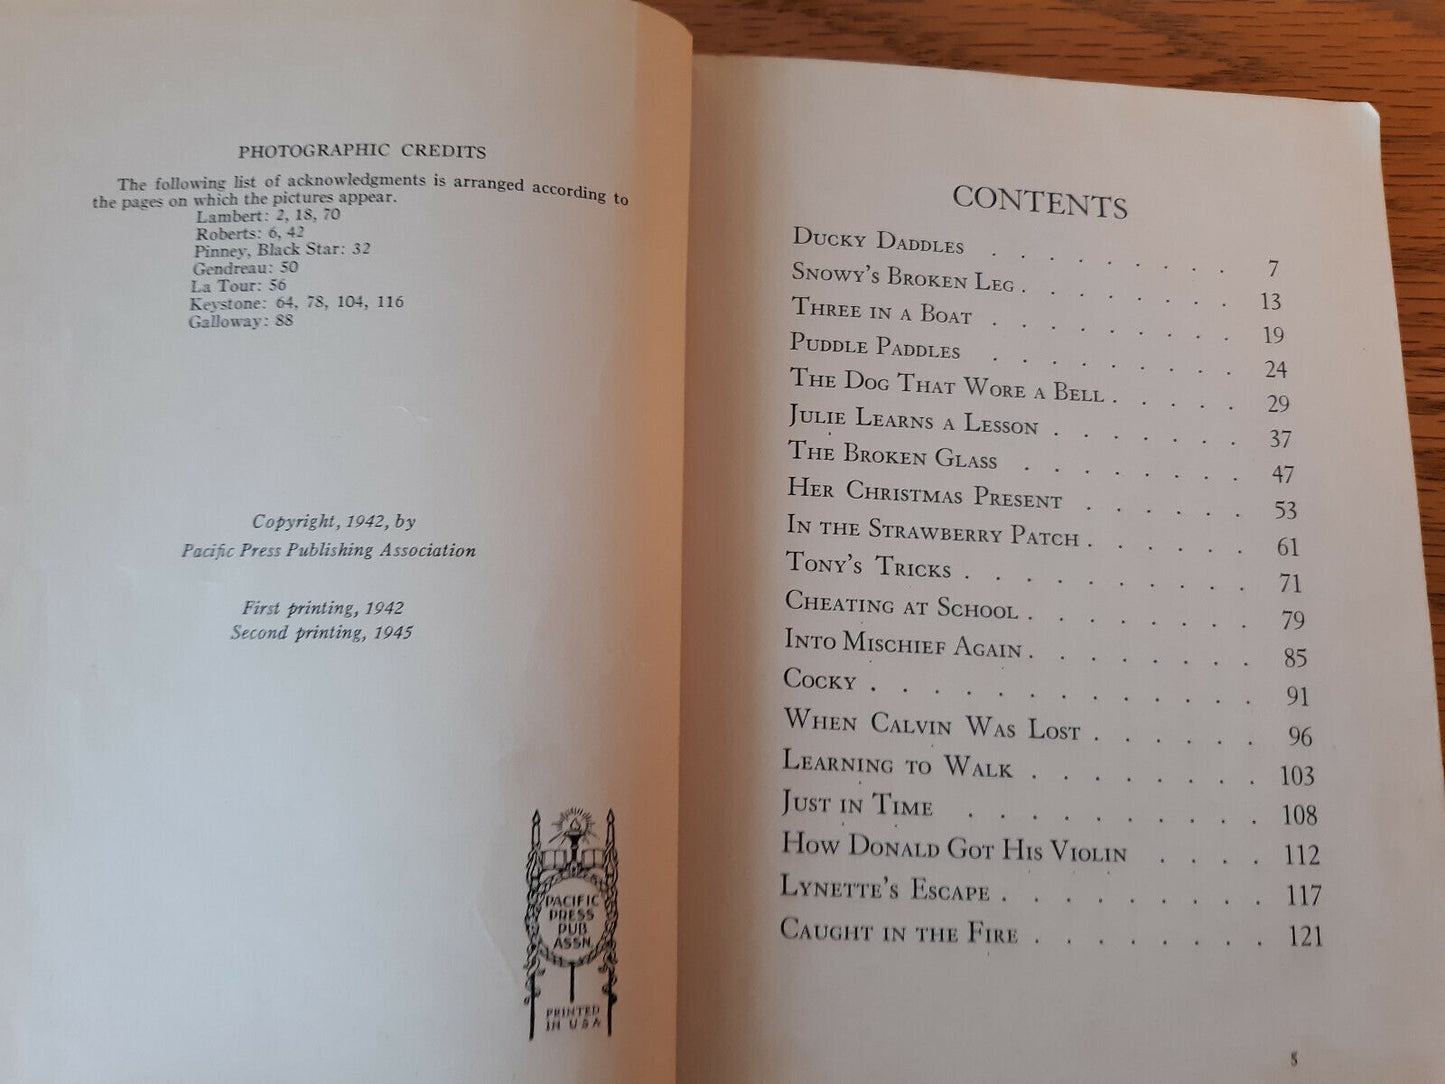 PHOTOGRAPHIC CREDITS
The following list of acknowledgments is arranged according to
the pages on which the pictures appear.
Lambert: 2, 18, 70
Roberts: 6, 42
Pinney, Black Star: 32
Gendreau: 50
La Tour: 56
Keystone: 64, 78, 104, 116
Galloway: 88
Copyright, 1942, by
Pacific Press Publishing Association
First printing, 1942
Second printing, 1945
PACIFIC
PRESS
PUB.
ASSN.
PRINTED
IN USA
CONTENTS
DUCKY DADDLES . . . . . . . . . 7
SNOWY'S BROKEN LEG . . . . . . . . 13
THREE IN A BOAT . . . . . . . . . 19
PUDDLE PADDLES . . . . . . . . . 24
THE DOG THAT WORE A BELL . . . . . 29
JULIE LEARNS A LESSON . . . . . . . 37
THE BROKEN GLASS . . . . . . . . 47
HER CHRISTMAS PRESENT . . . . . . 53
IN THE STRAWBERRY PATCH . . . . . . 61
TONY'S TRICKS . . . . . . . . . . 71
CHEATING AT SCHOOL . . . . . . . . 79
INTO MISCHIEF AGAIN . . . . . . . . 85
COCKY . . . . . . . . . . . . . 91
WHEN CALVIN WAS LOST . . . . . . 96
LEARNING TO WALK . . . . . . . . 103
JUST IN TIME . . . . . . . . . . 108
HOW DONALD GOT HIS VIOLIN . . . . 112
LYNETTE'S ESCAPE . . . . . . . . . 117
CAUGHT IN THE FIRE . . . . . . . . 121
5